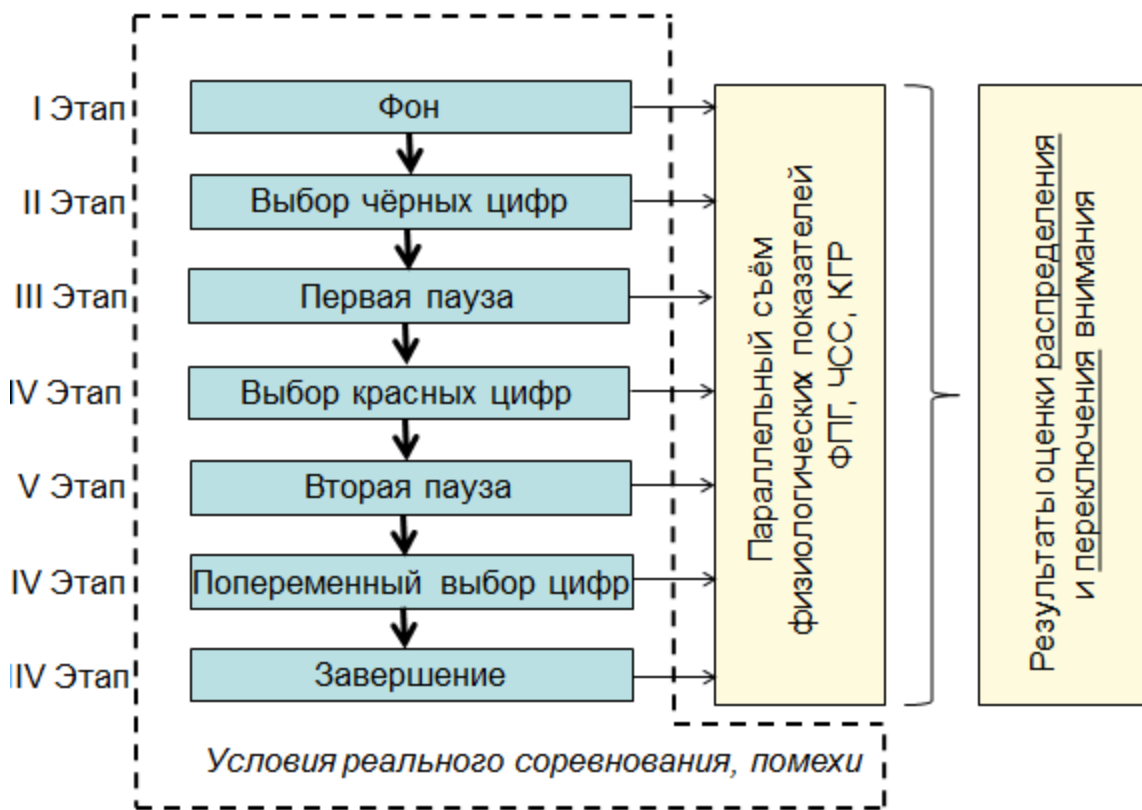 I Этап
Фон
II Этап
Выбор чёрных цифр
III Этап
Первая пауза
IV Этап
Выбор красных цифр
V Этап
Вторая пауза
IV Этап
Попеременный выбор цифр
IIV Этап
Завершение
Параллельный съём
физиологических показателей
ФПГ, ЧСС, КГР
Результаты оценки распределения
и переключения внимания
Условия реального соревнования, помехи